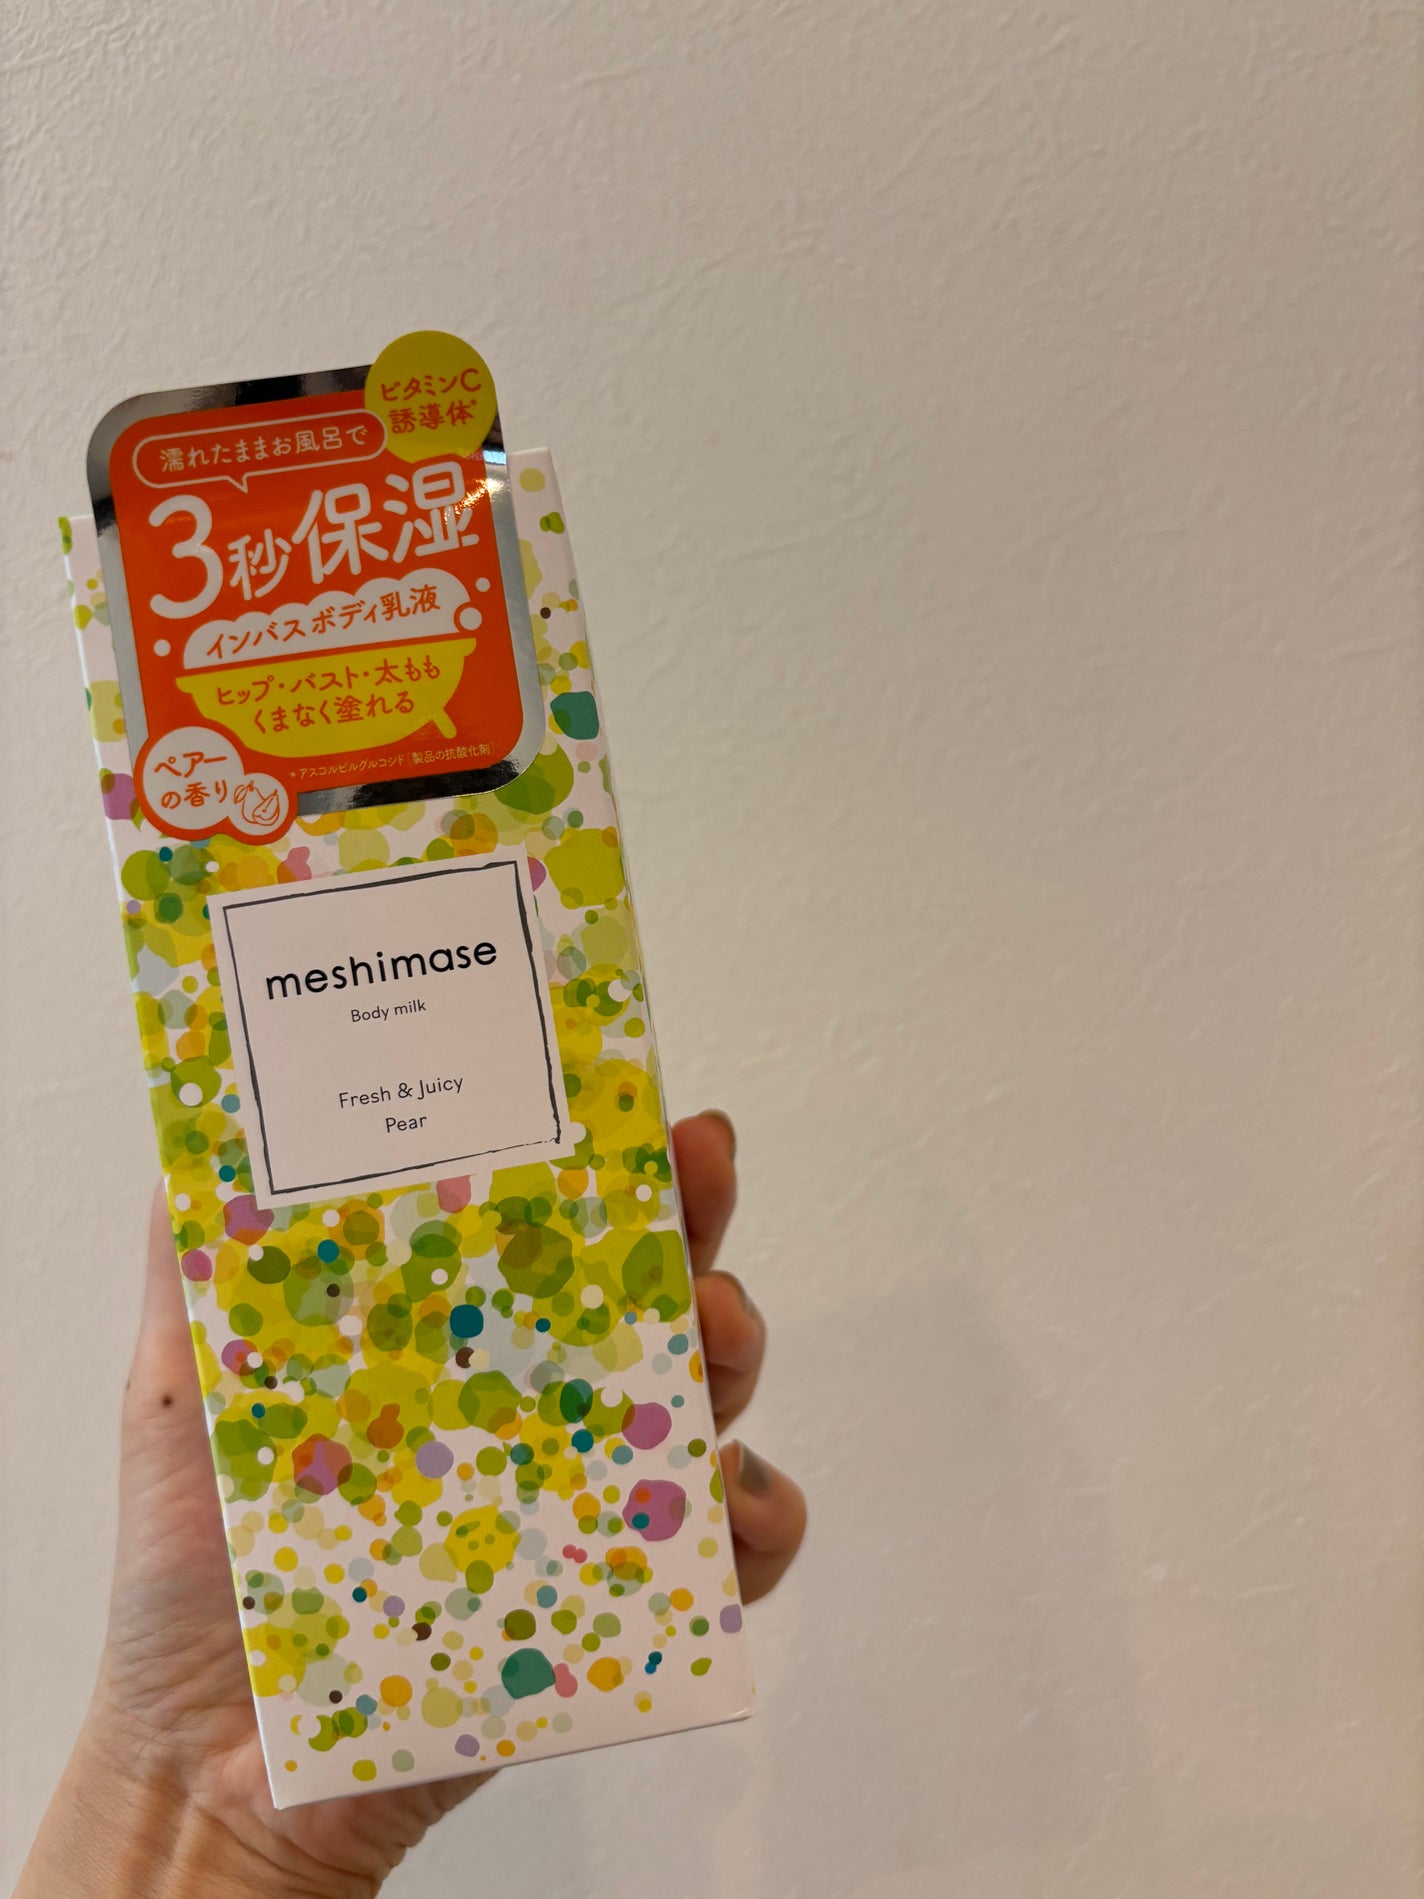 ビタミンC
誘導体*
濡れたままお風呂で
3秒保湿
インバスボディ乳液
ヒップ・バスト・太もも
くまなく塗れる
*アスコルビルグルコシド[製品の抗酸化剤]
ペアー
の香り
meshimase
Body milk
Fresh & Juicy
Pear